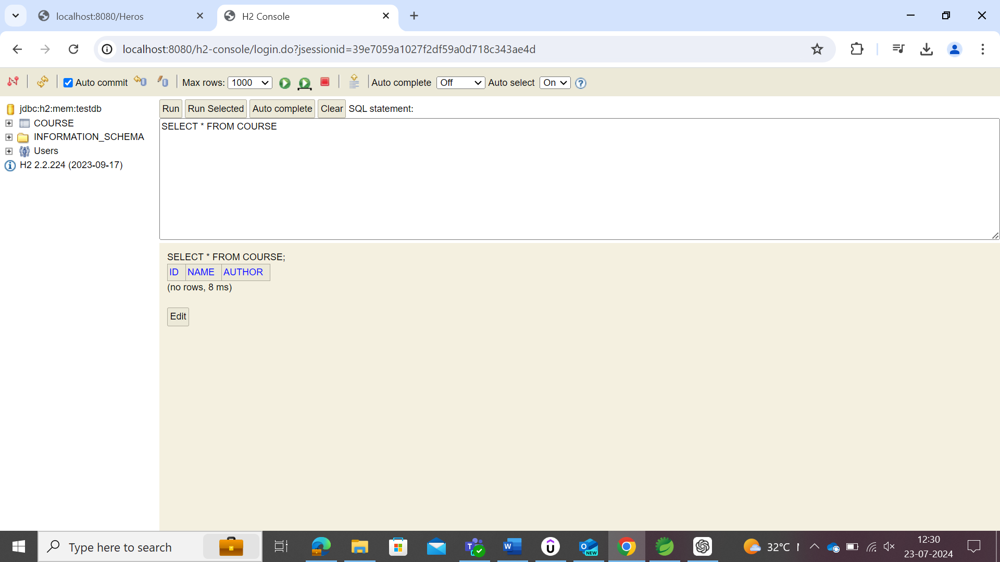 localhost:8080/Heros
H2 Console
localhost:8080/h2-console/login.do?jsessionid=39e7059a1027f2df59a0d718c343ae4d
Auto commit Max rows: 1000 Auto complete Off Auto select On ?
jdbc:h2:mem:testdb
COURSE
INFORMATION_SCHEMA
Users
H2 2.2.224 (2023-09-17)
Run Run Selected Auto complete Clear SQL statement:
SELECT * FROM COURSE
SELECT * FROM COURSE;
ID NAME AUTHOR
(no rows, 8 ms)
Edit
Type here to search
T
W
O
NEW
32°C
12:30
23-07-2024